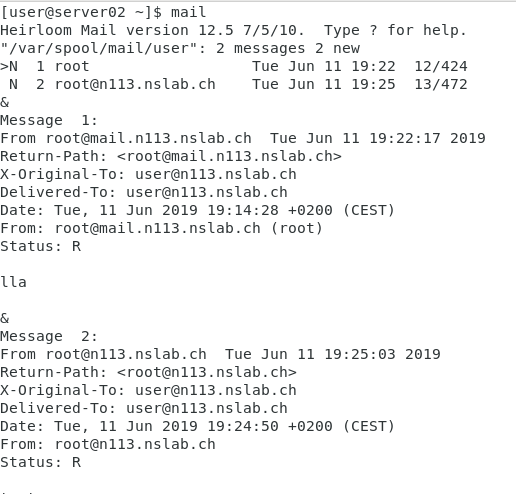 [user@server02 ~]$ mail
Heirloom Mail version 12.5 7/5/10.  Type ? for help.
"/var/spool/mail/user": 2 messages 2 new
>N  1 root                  Tue Jun 11 19:22  12/424
 N  2 root@n113.nslab.ch    Tue Jun 11 19:25  13/472
&
Message  1:
From root@mail.n113.nslab.ch  Tue Jun 11 19:22:17 2019
Return-Path: <root@mail.n113.nslab.ch>
X-Original-To: user@n113.nslab.ch
Delivered-To: user@n113.nslab.ch
Date: Tue, 11 Jun 2019 19:14:28 +0200 (CEST)
From: root@mail.n113.nslab.ch (root)
Status: R

lla

&
Message  2:
From root@n113.nslab.ch  Tue Jun 11 19:25:03 2019
Return-Path: <root@n113.nslab.ch>
X-Original-To: user@n113.nslab.ch
Delivered-To: user@n113.nslab.ch
Date: Tue, 11 Jun 2019 19:24:50 +0200 (CEST)
From: root@n113.nslab.ch
Status: R